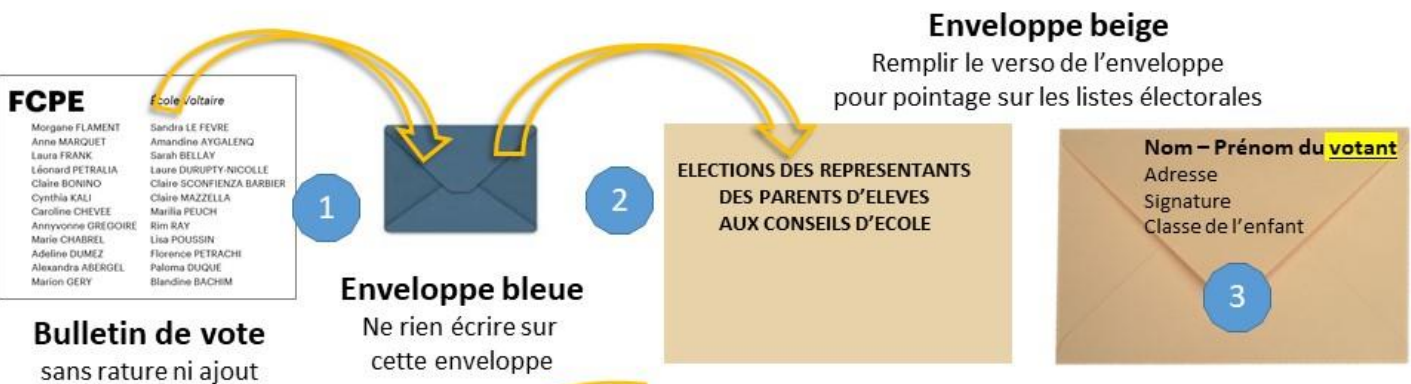 Enveloppe beige
Remplir le verso de l'enveloppe
pour pointage sur les listes électorales
FCPE
École Voltaire
Morgane FLAMENT
Anne MARQUET
Laura FRANK
Léonard PETRALIA
Claire BONINO
Cynthia KALI
Caroline CHEVEE
Annyvonne GREGOIRE
Marie CHABREL
Adeline DUMEZ
Alexandra ABERGEL
Marion GERY
Sandra LE FEVRE
Amandine AYGALENQ
Sarah BELLAY
Laure DURUPTY-NICOLLE
Claire SCONFIENZA BARBIER
Claire MAZZELLA
Marilia PEUCH
Rim RAY
Lisa POUSSIN
Florence PETRACHI
Paloma DUQUE
Blandine BACHIM
Bulletin de vote
sans rature ni ajout
1
Enveloppe bleue
Ne rien écrire sur
cette enveloppe
2
ELECTIONS DES REPRESENTANTS
DES PARENTS D'ELEVES
AUX CONSEILS D'ECOLE
Nom – Prénom du votant
Adresse
Signature
Classe de l'enfant
3